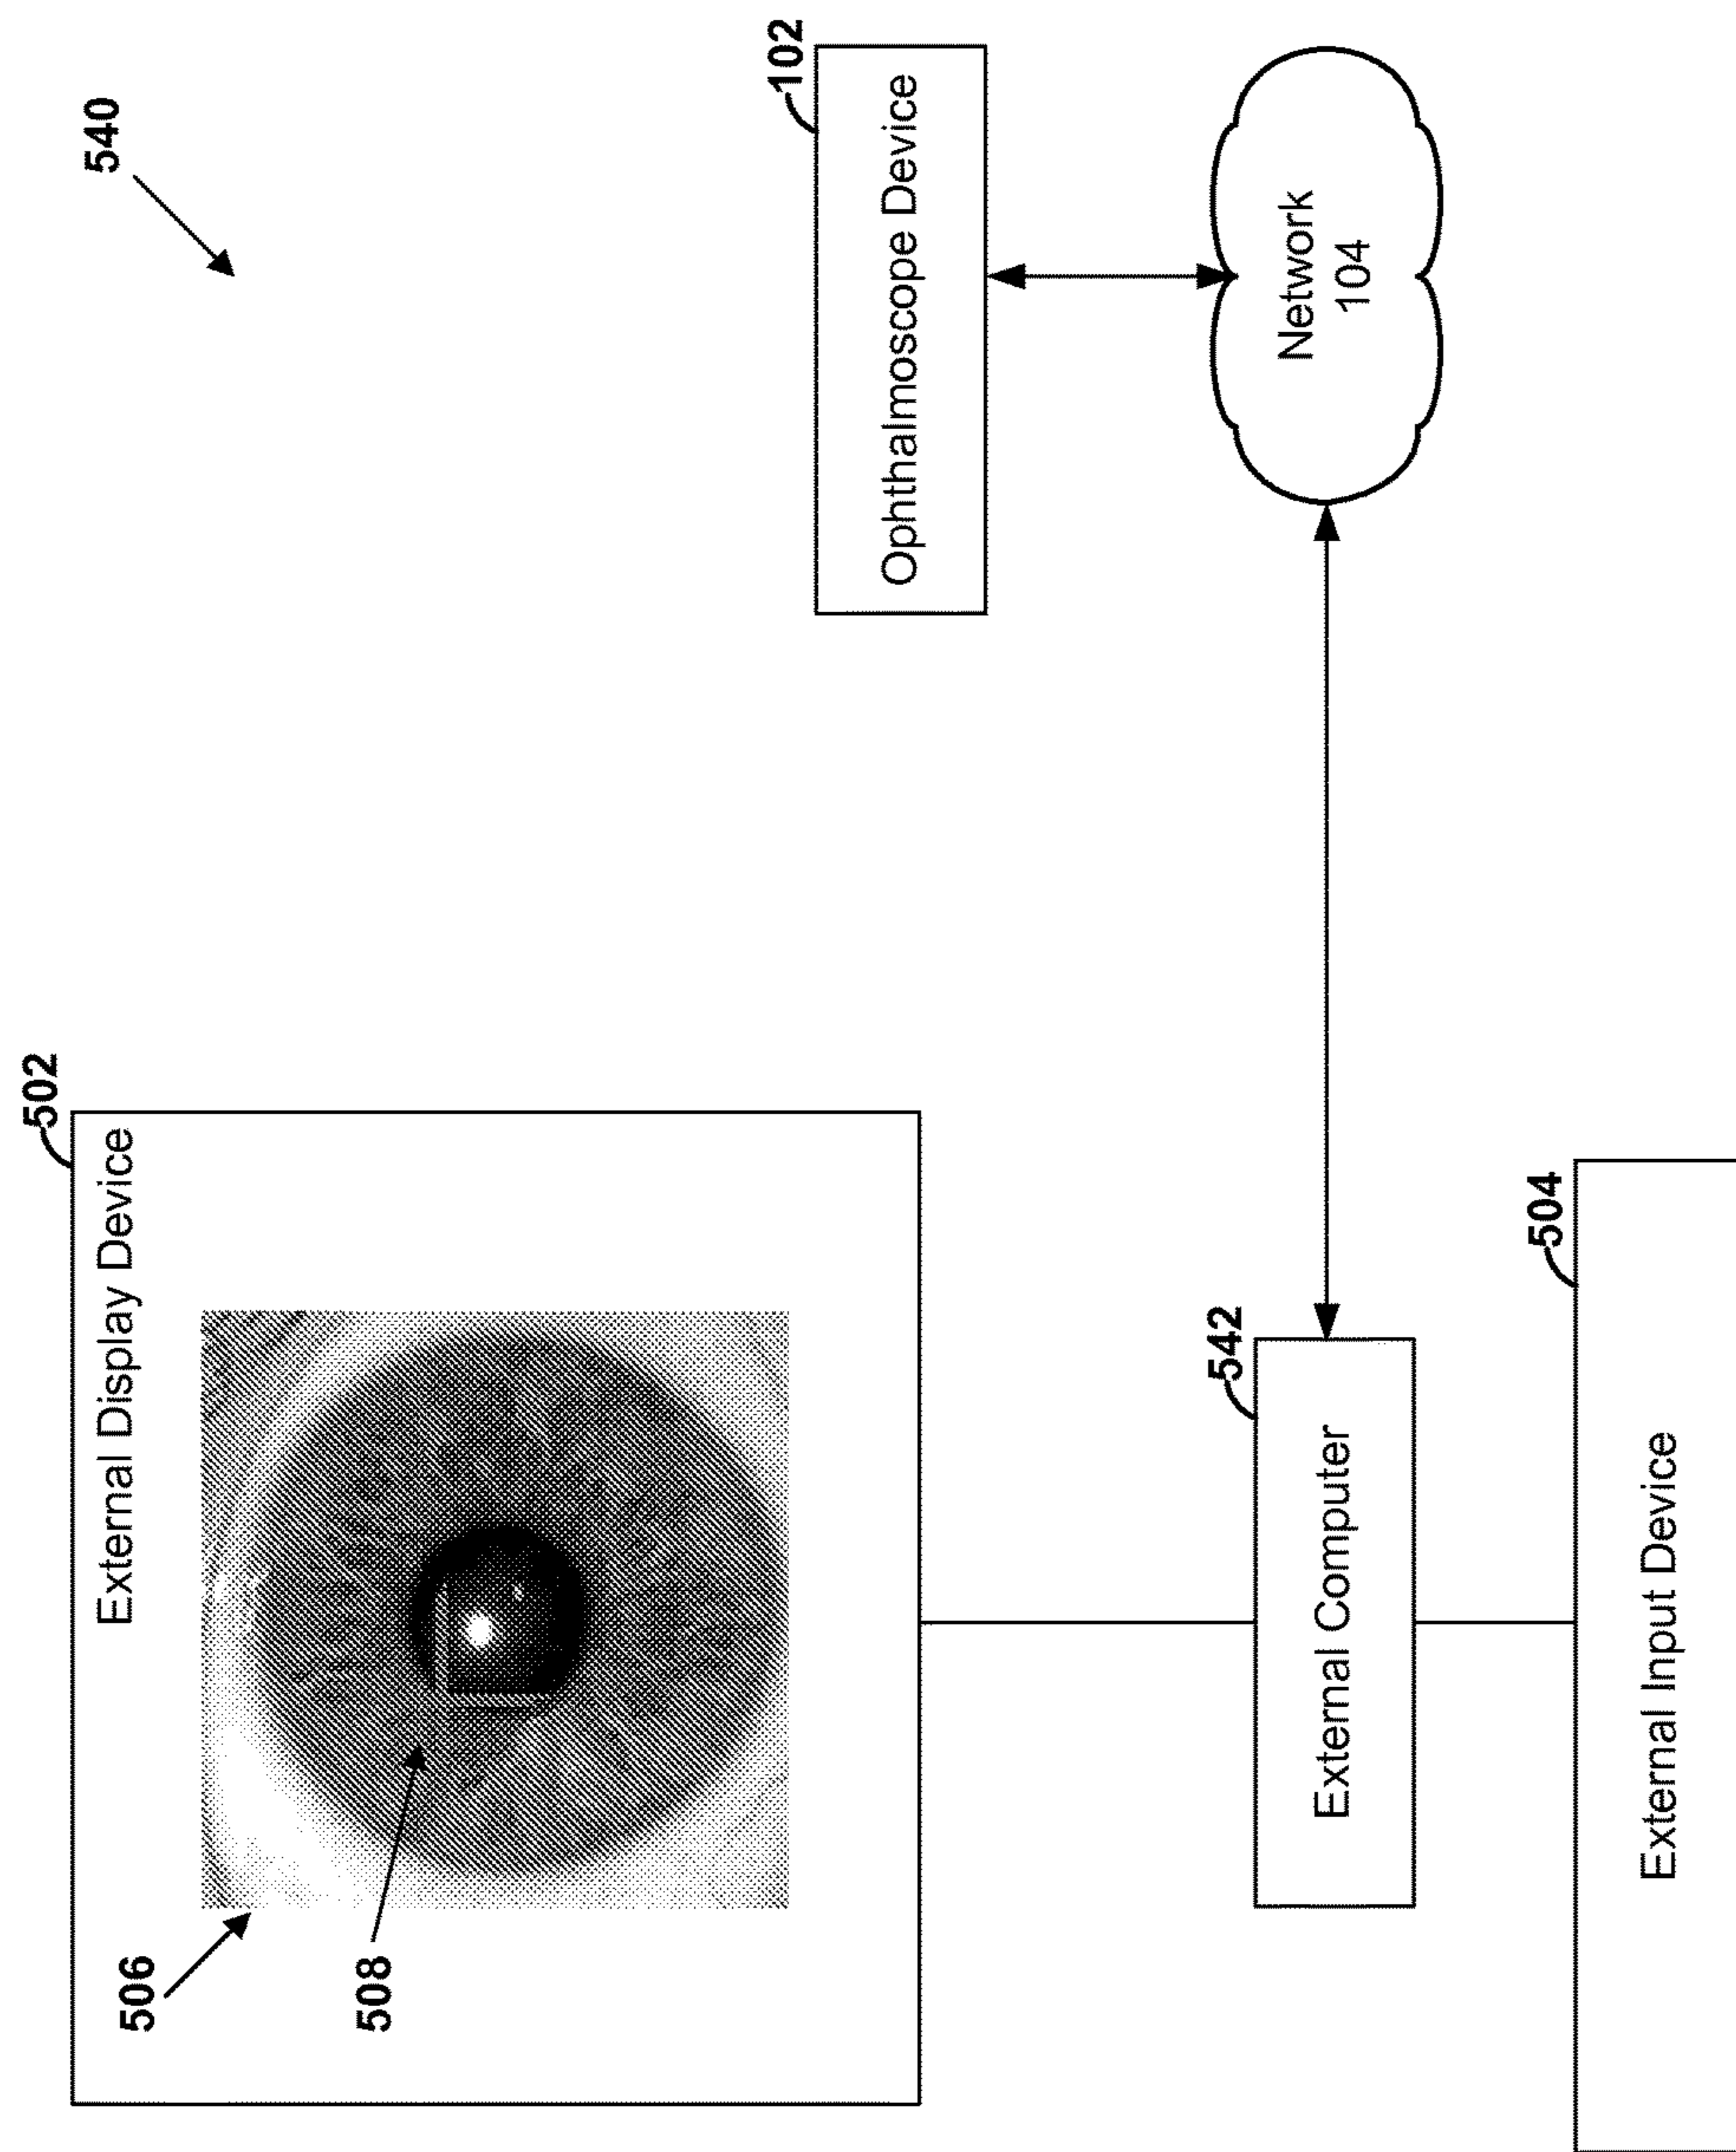 540
502
External Display Device
506
508
102
Ophthalmoscope Device
Network
104
542
External Computer
504
External Input Device